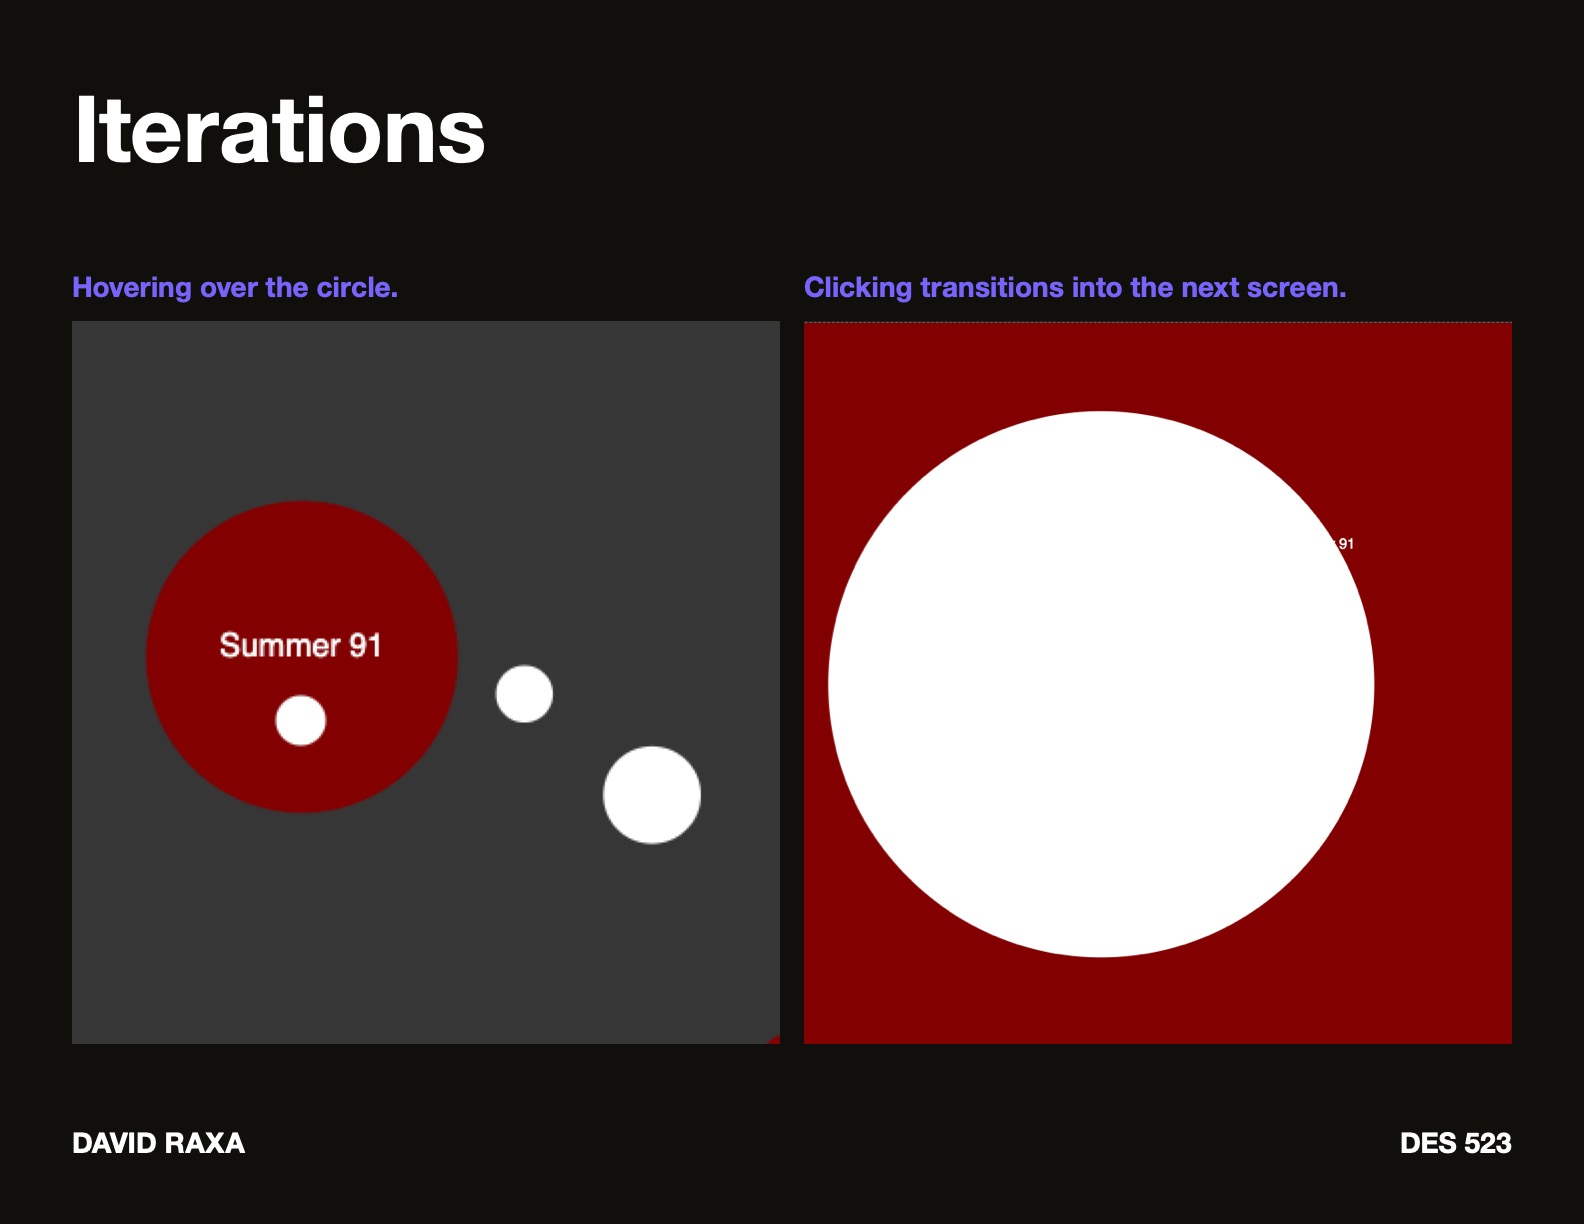 Iterations
Hovering over the circle.
Clicking transitions into the next screen.
Summer 91
91
DAVID RAXA
DES 523